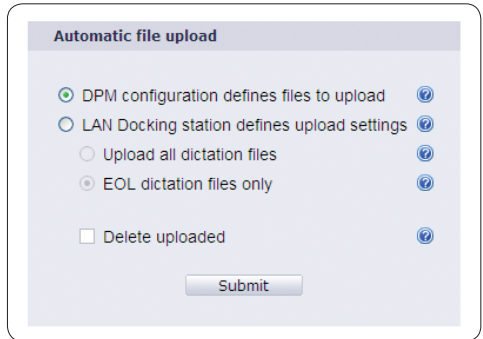 Automatic file upload
DPM configuration defines files to upload
LAN Docking station defines upload settings
Upload all dictation files
EOL dictation files only
Delete uploaded
Submit